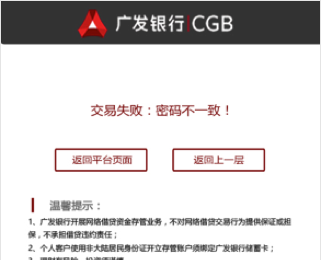 广发银行 CGB
交易失败：密码不一致！
返回平台页面 返回上一层
温馨提示：
1、广发银行开展网络借贷资金存管业务，不对网络借贷交易行为提供保证或担
保，不承担借贷违约责任；
2、个人客户使用非大陆居民身份证开立存管账户须绑定广发银行储蓄卡；